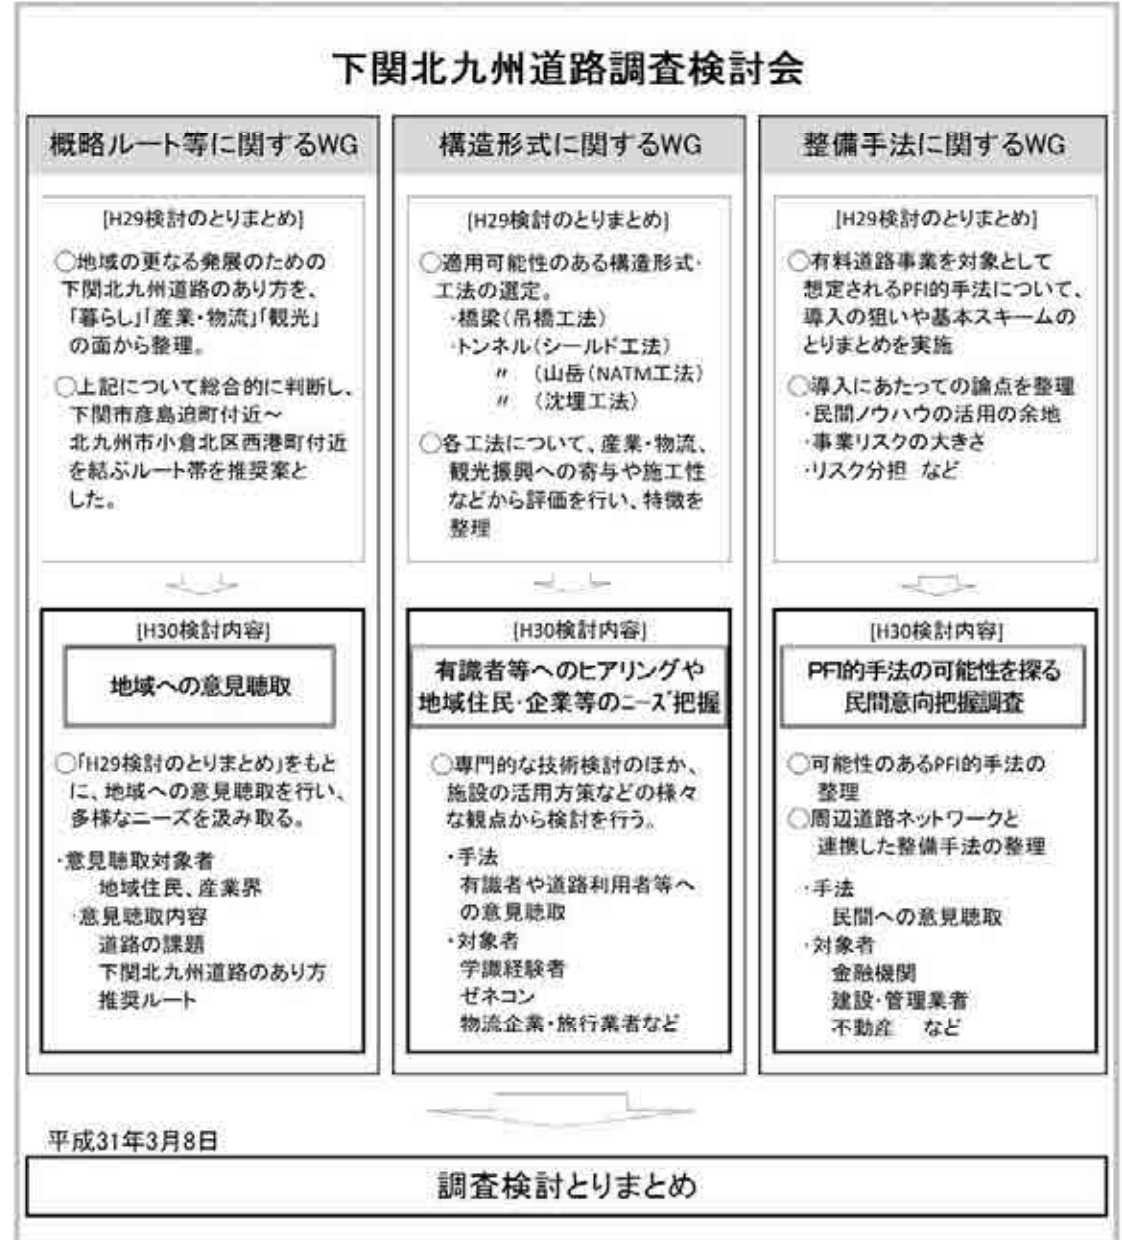 下関北九州道路調査検討会
概略ルート等に関するWG
[H29検討のとりまとめ]
○地域の更なる発展のための
下関北九州道路のあり方を、
「暮らし」「産業・物流」「観光」
の面から整理。
○上記について総合的に判断し、
下関市彦島迫町付近～
北九州市小倉北区西港町付近
を結ぶルート帯を推奨案と
した。
[H30検討内容]
地域への意見聴取
○「H29検討のとりまとめ」をもと
に、地域への意見聴取を行い、
多様なニーズを汲み取る。
・意見聴取対象者
地域住民、産業界
・意見聴取内容
道路の課題
下関北九州道路のあり方
推奨ルート
構造形式に関するWG
[H29検討のとりまとめ]
○適用可能性のある構造形式・
工法の選定。
・橋梁(吊橋工法)
・トンネル(シールド工法)
〃 (山岳(NATM工法)
〃 (沈埋工法)
○各工法について、産業・物流、
観光振興への寄与や施工性
などから評価を行い、特徴を
整理
[H30検討内容]
有識者等へのヒアリングや
地域住民・企業等のニーズ把握
○専門的な技術検討のほか、
施設の活用方策などの様々
な観点から検討を行う。
・手法
有識者や道路利用者等へ
の意見聴取
・対象者
学識経験者
ゼネコン
物流企業・旅行業者など
整備手法に関するWG
[H29検討のとりまとめ]
○有料道路事業を対象として
想定されるPFI的手法について、
導入の狙いや基本スキームの
とりまとめを実施
○導入にあたっての論点を整理
・民間ノウハウの活用の余地
・事業リスクの大きさ
・リスク分担 など
[H30検討内容]
PFI的手法の可能性を探る
民間意向把握調査
○可能性のあるPFI的手法の
整理
○周辺道路ネットワークと
連携した整備手法の整理
・手法
民間への意見聴取
・対象者
金融機関
建設・管理業者
不動産 など
平成31年3月8日
調査検討とりまとめ